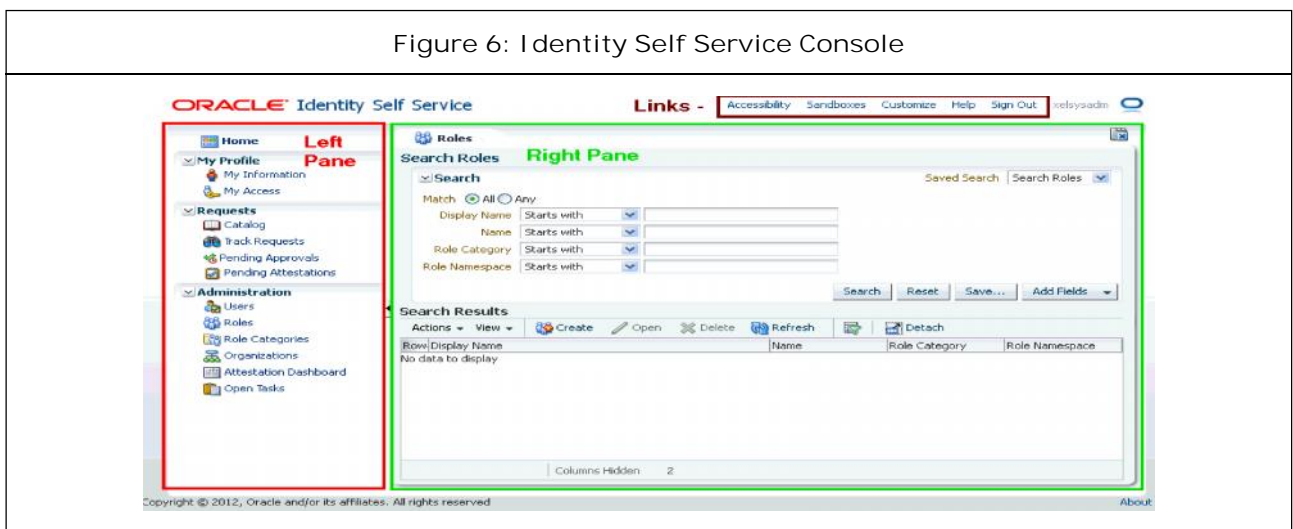 Figure 6: Identity Self Service Console
ORACLE Identity Self Service
Links - Accessibility Sandboxes Customize Help Sign Out xelsysadm
Home
Left Pane
My Profile
My Information
My Access
Requests
Catalog
Track Requests
Pending Approvals
Pending Attestations
Administration
Users
Roles
Role Categories
Organizations
Attestation Dashboard
Open Tasks
Roles
Search Roles
Right Pane
Search
Saved Search Search Roles
Match All Any
Display Name Starts with
Name Starts with
Role Category Starts with
Role Namespace Starts with
Search Reset Save... Add Fields
Search Results
Actions View Create Open Delete Refresh Detach
Row Display Name Name Role Category Role Namespace
No data to display
Columns Hidden 2
Copyright © 2012, Oracle and/or its affiliates. All rights reserved
About